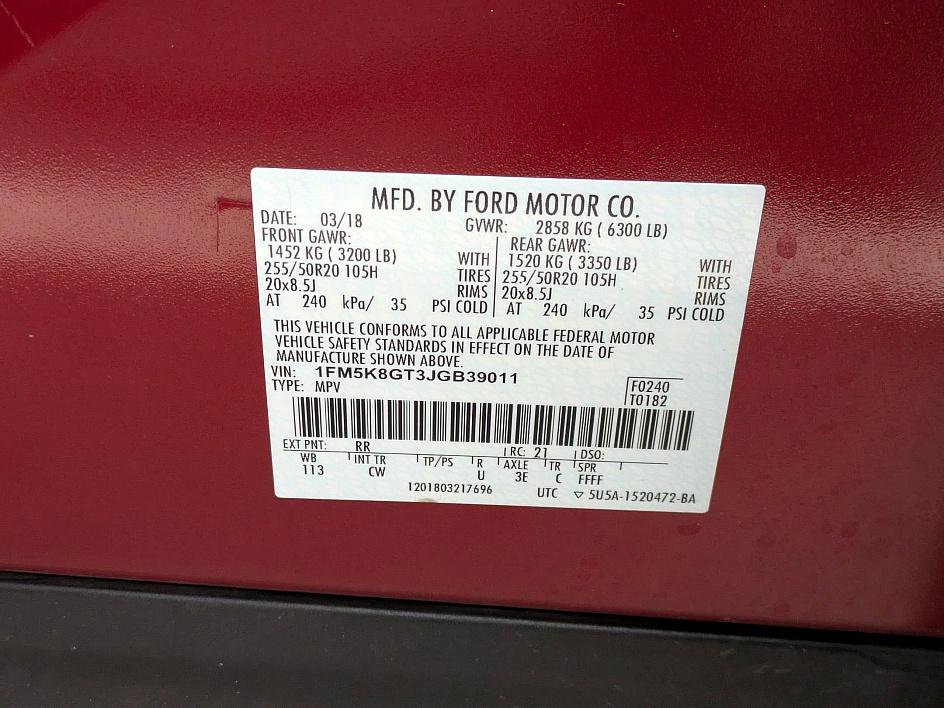 MFD. BY FORD MOTOR CO.
DATE: 03/18 GVWR: 2858 KG ( 6300 LB)
FRONT GAWR: REAR GAWR:
1452 KG ( 3200 LB) WITH 1520 KG ( 3350 LB) WITH
255/50R20 105H TIRES 255/50R20 105H TIRES
20x8.5J RIMS 20x8.5J RIMS
AT 240 kPa/ 35 PSI COLD AT 240 kPa/ 35 PSI COLD
THIS VEHICLE CONFORMS TO ALL APPLICABLE FEDERAL MOTOR
VEHICLE SAFETY STANDARDS IN EFFECT ON THE DATE OF
MANUFACTURE SHOWN ABOVE.
VIN: 1FM5K8GT3JGB39011
TYPE: MPV F0240
T0182
EXT PNT: RR RC: 21 DSO:
WB INT TR TP/PS R AXLE TR SPR
113 CW U 3E C FFFF
1201803217696 UTC ▽ 5U5A-1520472-BA